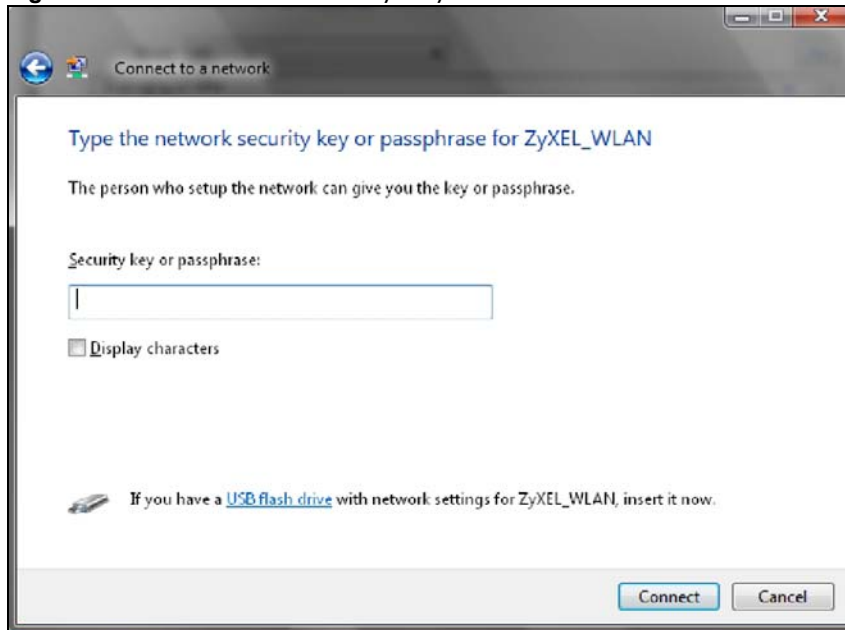 Connect to a network
Type the network security key or passphrase for ZyXEL_WLAN
The person who setup the network can give you the key or passphrase.
Security key or passphrase:
Display characters
If you have a USB flash drive with network settings for ZyXEL_WLAN, insert it now.
Connect
Cancel